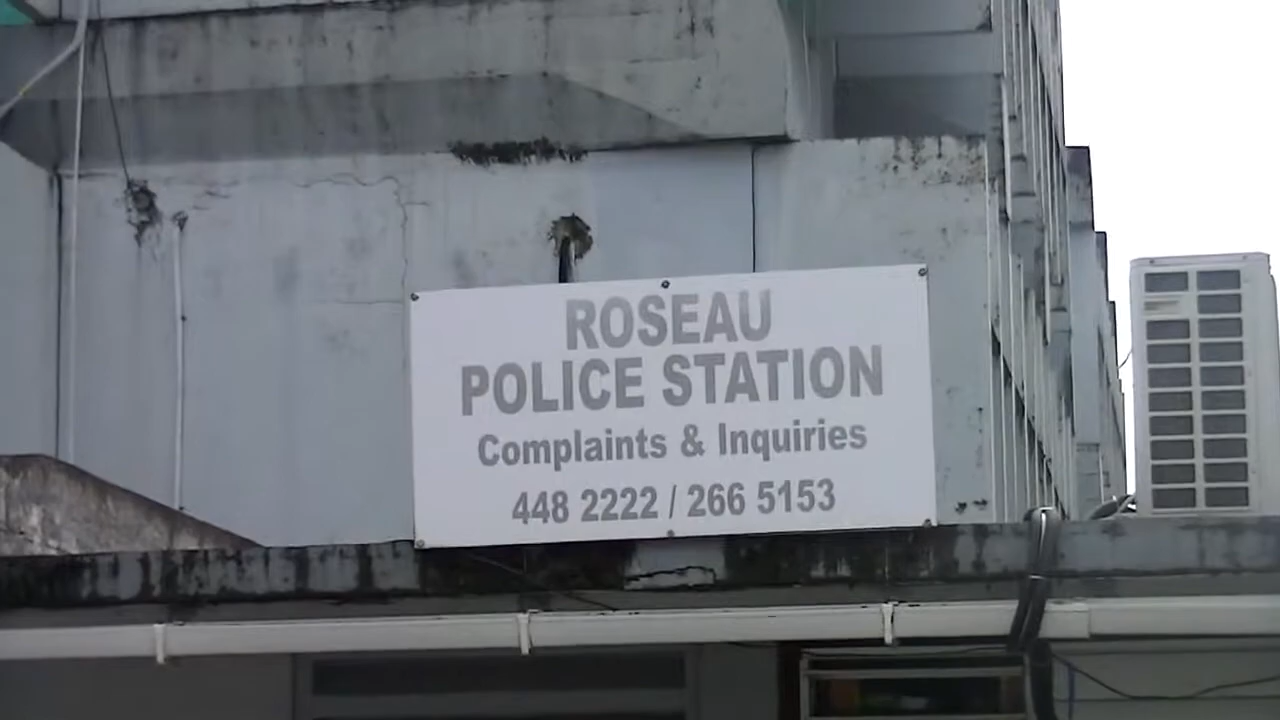 ROSEAU
POLICE STATION
Complaints & Inquiries
448 2222 / 266 5153